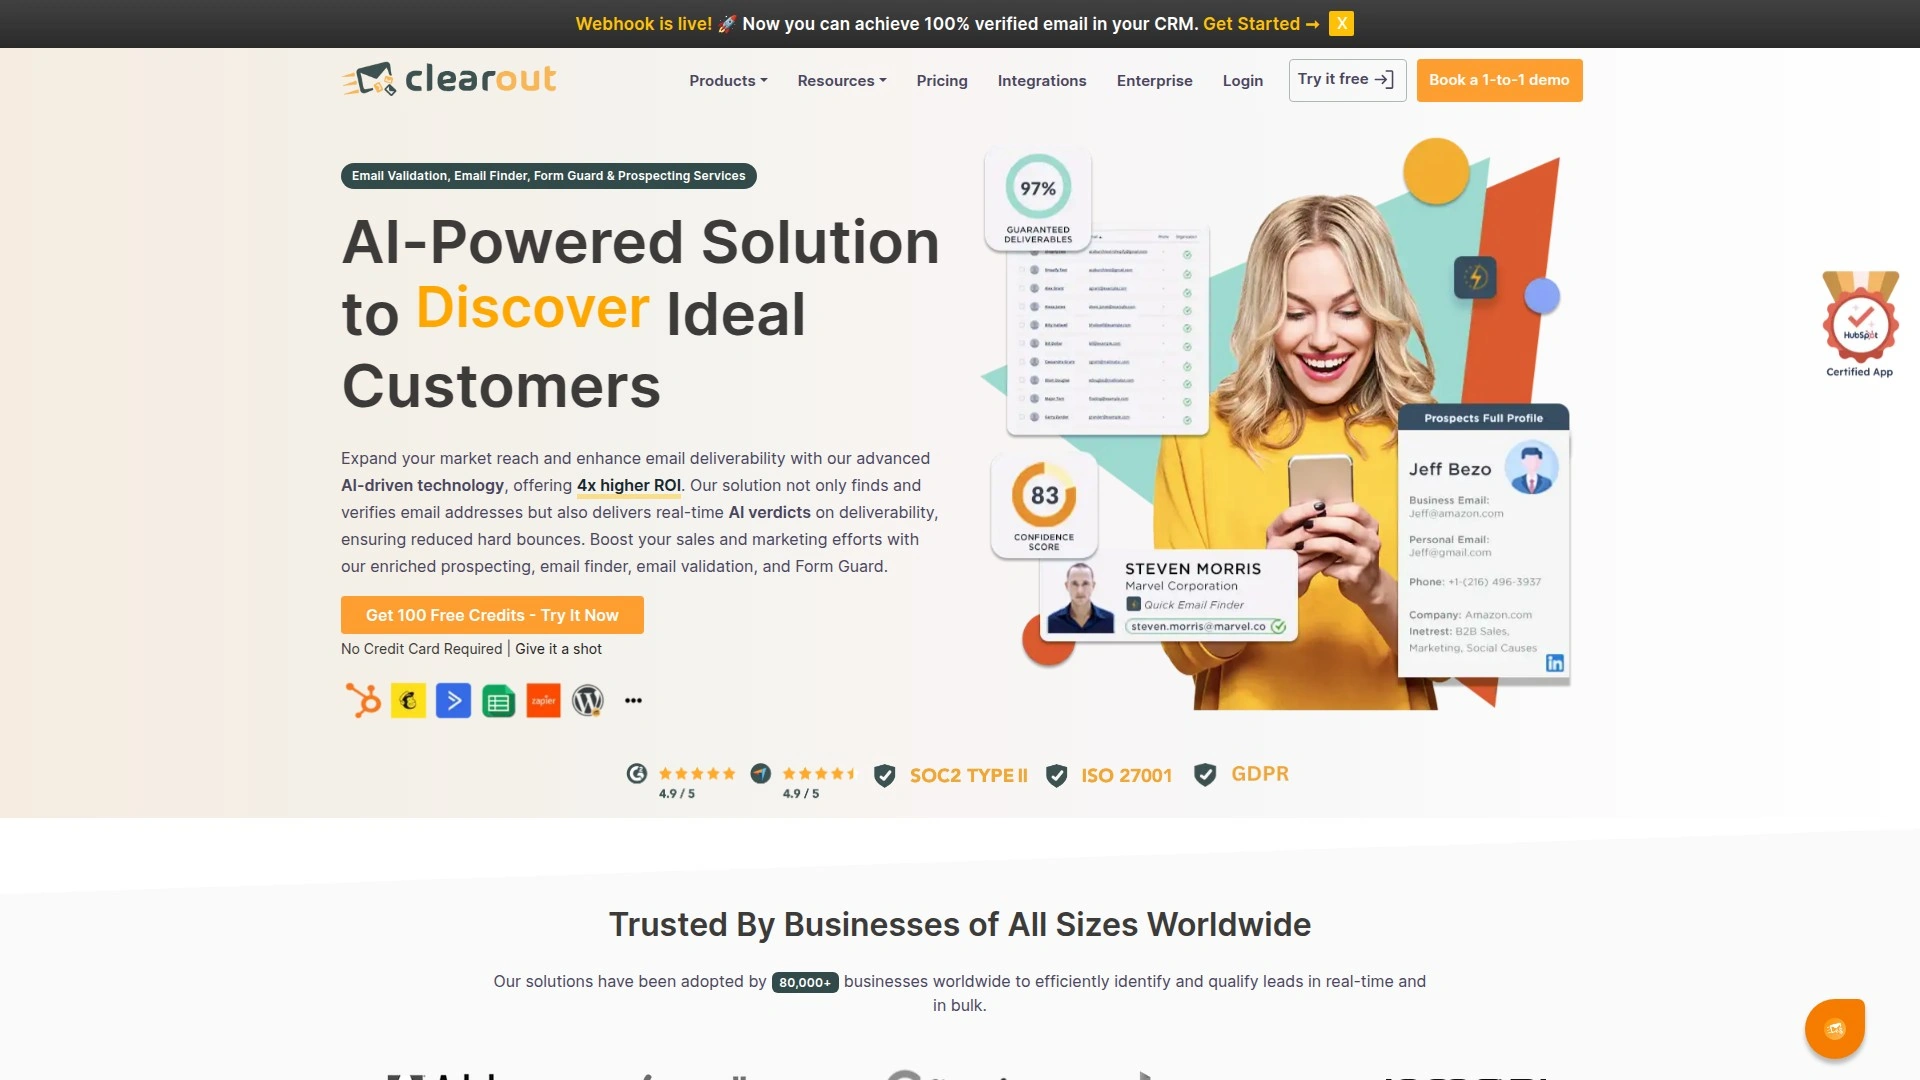 Webhook is live! 🚀 Now you can achieve 100% verified email in your CRM. Get Started → X
clearout
Products
Resources
Pricing
Integrations
Enterprise
Login
Try it free
Book a 1-to-1 demo
Email Validation, Email Finder, Form Guard & Prospecting Services
AI-Powered Solution
to Discover Ideal
Customers
Expand your market reach and enhance email deliverability with our advanced
AI-driven technology, offering 4x higher ROI. Our solution not only finds and
verifies email addresses but also delivers real-time AI verdicts on deliverability,
ensuring reduced hard bounces. Boost your sales and marketing efforts with
our enriched prospecting, email finder, email validation, and Form Guard.
Get 100 Free Credits - Try It Now
No Credit Card Required | Give it a shot
zapier
97%
GUARANTEED
DELIVERABLES
83
CONFIDENCE
SCORE
STEVEN MORRIS
Marvel Corporation
Quick Email Finder
steven.morris@marvel.co
Prospects Full Profile
Jeff Bezo
Business Email:
Jeff@amazon.com
Personal Email:
Jeff@gmail.com
Phone: +1-(216) 496-3937
Company: Amazon.com
Inetrest: B2B Sales,
Marketing, Social Causes
HubSpot
Certified App
4.9 / 5
4.9 / 5
SOC2 TYPE II
ISO 27001
GDPR
Trusted By Businesses of All Sizes Worldwide
Our solutions have been adopted by 80,000+ businesses worldwide to efficiently identify and qualify leads in real-time and
in bulk.